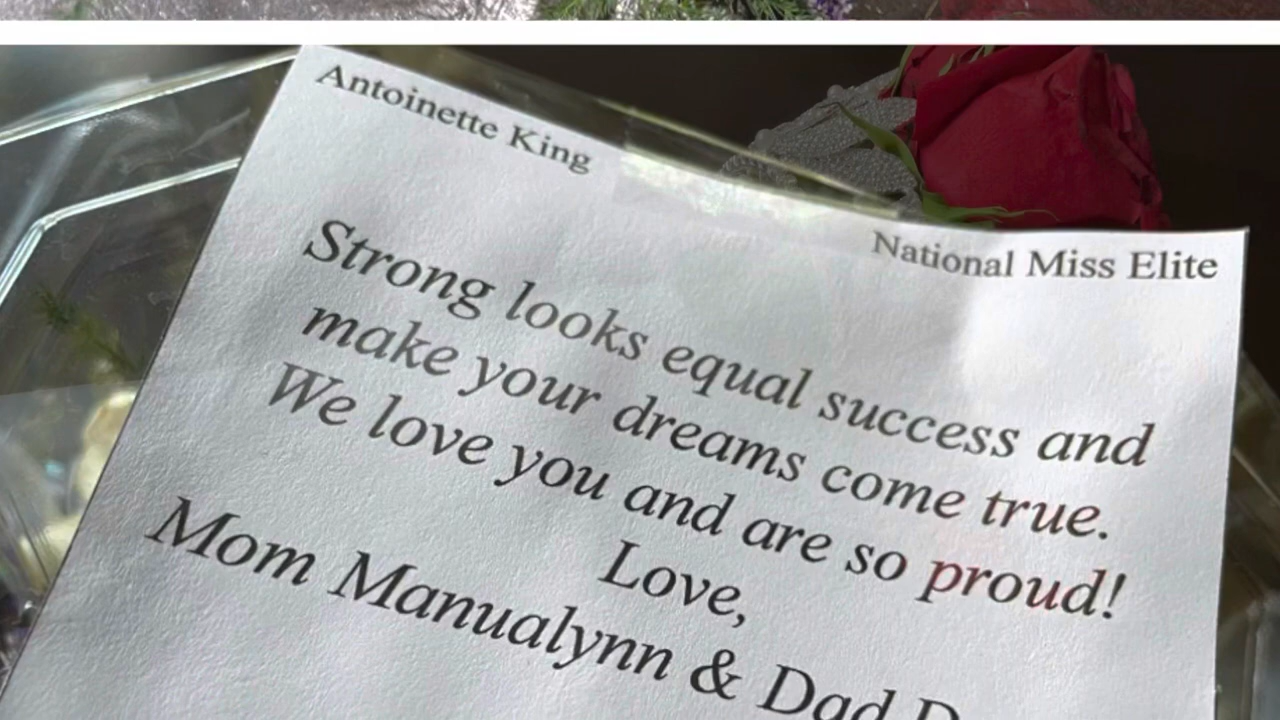 Antoinette King
National Miss Elite
Strong looks equal success and
make your dreams come true.
We love you and are so proud!
Love,
Mom Manualynn & Dad